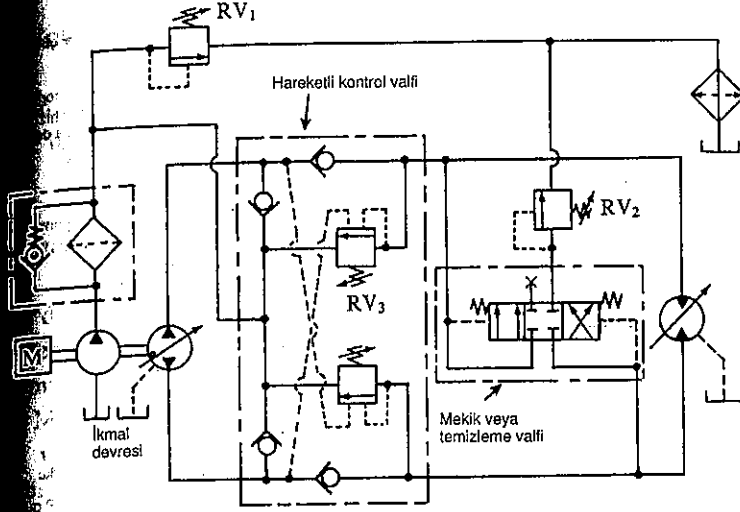 RV₁
Hareketli kontrol valfi
RV₂
RV₃
M
Mekik veya
temizleme valfi
İkmal
devresi